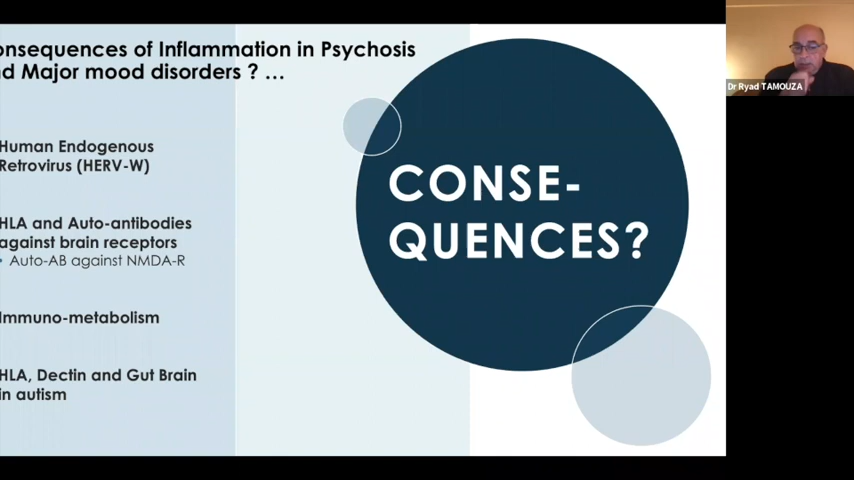 onsequences of Inflammation in Psychosis
nd Major mood disorders ? ...
Human Endogenous
Retrovirus (HERV-W)
HLA and Auto-antibodies
against brain receptors
• Auto-AB against NMDA-R
Immuno-metabolism
HLA, Dectin and Gut Brain
in autism
CONSE-
QUENCES?
Dr Ryad TAMOUZA